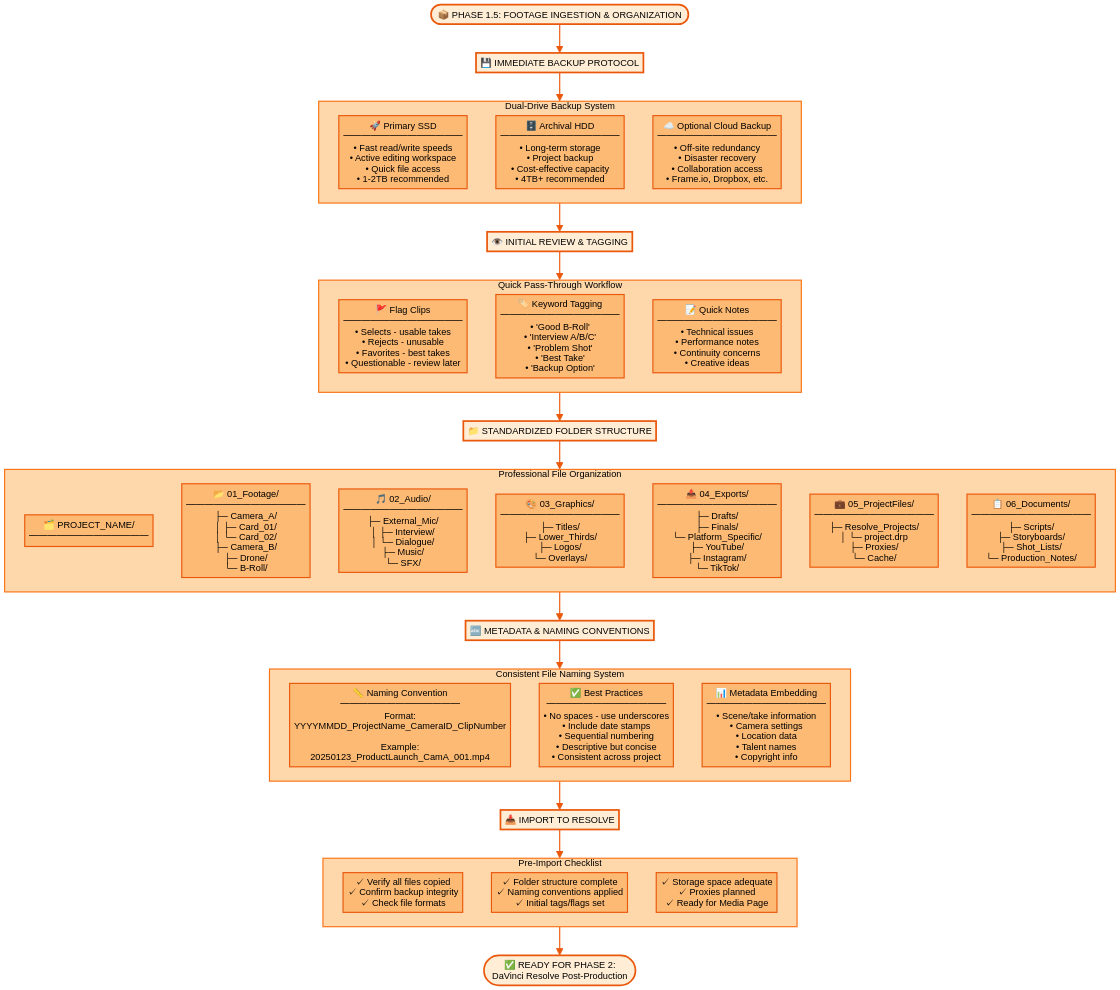 📦 PHASE 1.5: FOOTAGE INGESTION & ORGANIZATION
💾 IMMEDIATE BACKUP PROTOCOL
Dual-Drive Backup System
🚀 Primary SSD
• Fast read/write speeds
• Active editing workspace
• Quick file access
• 1-2TB recommended
🗄️ Archival HDD
• Long-term storage
• Project backup
• Cost-effective capacity
• 4TB+ recommended
☁️ Optional Cloud Backup
• Off-site redundancy
• Disaster recovery
• Collaboration access
• Frame.io, Dropbox, etc.
👁️ INITIAL REVIEW & TAGGING
Quick Pass-Through Workflow
🚩 Flag Clips
• Selects - usable takes
• Rejects - unusable
• Favorites - best takes
• Questionable - review later
🏷️ Keyword Tagging
• 'Good B-Roll'
• 'Interview A/B/C'
• 'Problem Shot'
• 'Best Take'
• 'Backup Option'
📝 Quick Notes
• Technical issues
• Performance notes
• Continuity concerns
• Creative ideas
📁 STANDARDIZED FOLDER STRUCTURE
Professional File Organization
🗂️ PROJECT_NAME/
📂 01_Footage/
├─ Camera_A/
│ ├─ Card_01/
│ └─ Card_02/
├─ Camera_B/
├─ Drone/
└─ B-Roll/
🎵 02_Audio/
├─ External_Mic/
│ ├─ Interview/
│ └─ Dialogue/
├─ Music/
└─ SFX/
🎨 03_Graphics/
├─ Titles/
├─ Lower_Thirds/
├─ Logos/
└─ Overlays/
📤 04_Exports/
├─ Drafts/
├─ Finals/
└─ Platform_Specific/
├─ YouTube/
├─ Instagram/
└─ TikTok/
💼 05_ProjectFiles/
├─ Resolve_Projects/
│ └─ project.drp
├─ Proxies/
└─ Cache/
📋 06_Documents/
├─ Scripts/
├─ Storyboards/
├─ Shot_Lists/
└─ Production_Notes/
🔤 METADATA & NAMING CONVENTIONS
Consistent File Naming System
📏 Naming Convention
Format:
YYYYMMDD_ProjectName_CameraID_ClipNumber
Example:
20250123_ProductLaunch_CamA_001.mp4
✅ Best Practices
• No spaces - use underscores
• Include date stamps
• Sequential numbering
• Descriptive but concise
• Consistent across project
📊 Metadata Embedding
• Scene/take information
• Camera settings
• Location data
• Talent names
• Copyright info
📥 IMPORT TO RESOLVE
Pre-Import Checklist
✓ Verify all files copied
✓ Confirm backup integrity
✓ Check file formats
✓ Folder structure complete
✓ Naming conventions applied
✓ Initial tags/flags set
✓ Storage space adequate
✓ Proxies planned
✓ Ready for Media Page
✅ READY FOR PHASE 2:
DaVinci Resolve Post-Production